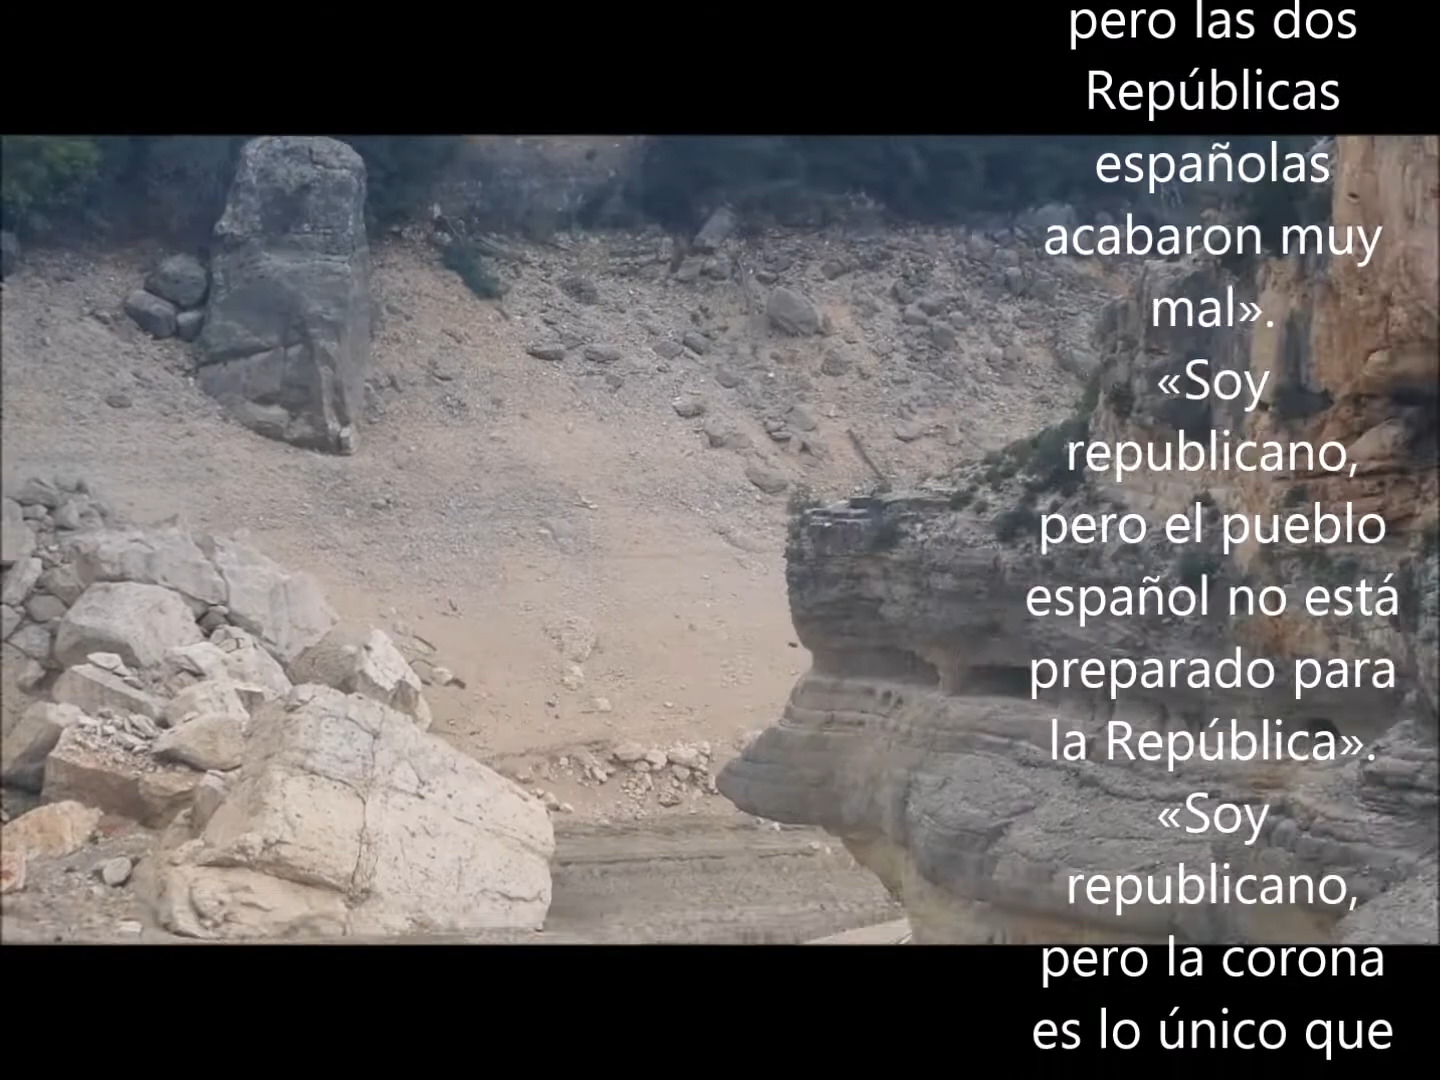 pero las dos
Repúblicas
españolas
acabaron muy
mal».
«Soy
republicano,
pero el pueblo
español no está
preparado para
la República».
«Soy
republicano,
pero la corona
es lo único que